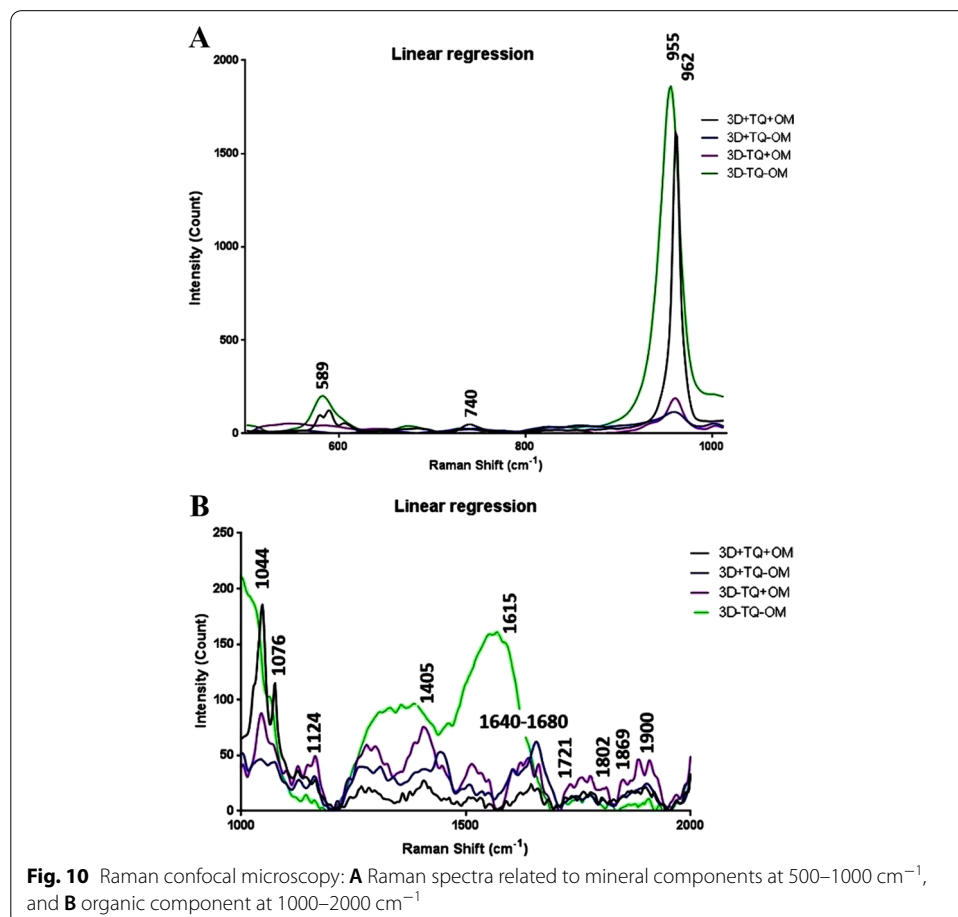 A
Linear regression
955
962
2000
1500
1000
500
0
Intensity (Count)
589
740
600
800
1000
Raman Shift (cm⁻¹)
3D+TQ+OM
3D+TQ-OM
3D-TQ+OM
3D-TQ-OM
B
Linear regression
250
200
150
100
50
0
Intensity (Count)
1044
1076
1124
1405
1615
1640-1680
1721
1802
1869
1900
1000
1500
2000
Raman Shift (cm⁻¹)
3D+TQ+OM
3D+TQ-OM
3D-TQ+OM
3D-TQ-OM
Fig. 10 Raman confocal microscopy: A Raman spectra related to mineral components at 500–1000 cm⁻¹,
and B organic component at 1000–2000 cm⁻¹